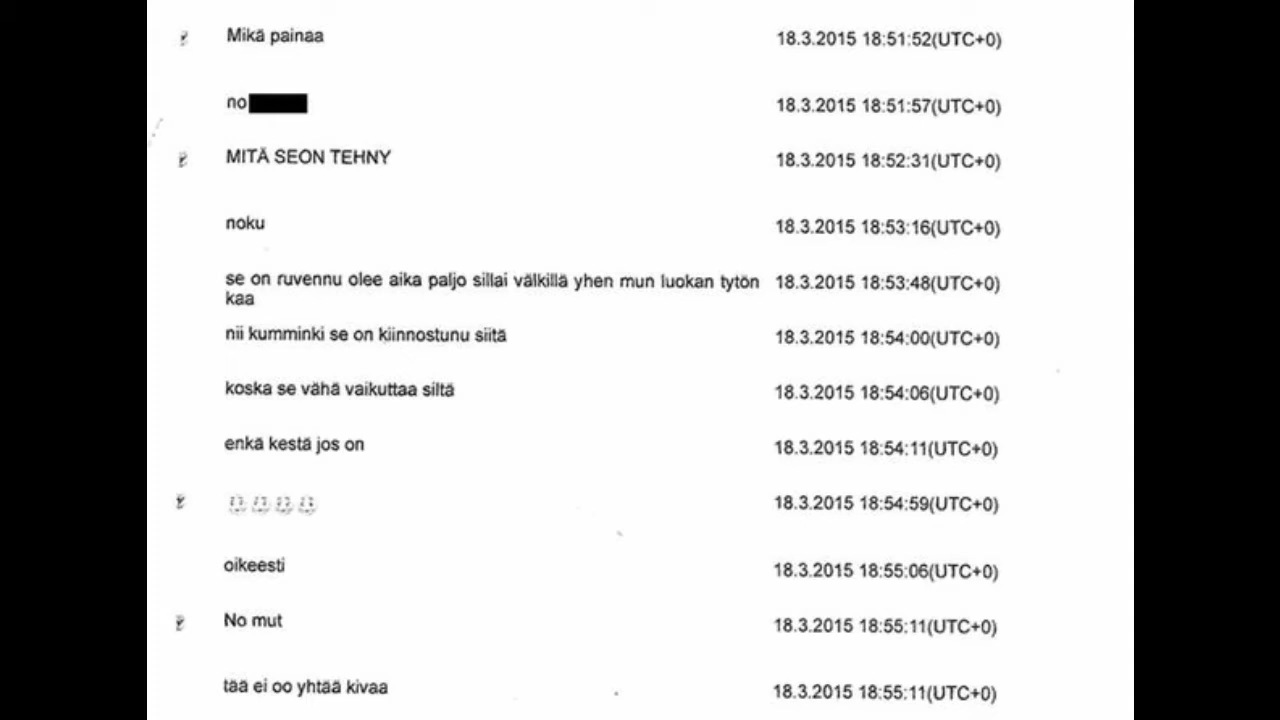 Mikä painaa 18.3.2015 18:51:52(UTC+0)
no 18.3.2015 18:51:57(UTC+0)
MITÄ SEON TEHNY 18.3.2015 18:52:31(UTC+0)
noku 18.3.2015 18:53:16(UTC+0)
se on ruvennu olee aika paljo sillai välkillä yhen mun luokan tytön 18.3.2015 18:53:48(UTC+0)
kaa
nii kumminki se on kiinnostunu siitä 18.3.2015 18:54:00(UTC+0)
koska se vähä vaikuttaa siltä 18.3.2015 18:54:06(UTC+0)
enkä kestä jos on 18.3.2015 18:54:11(UTC+0)
18.3.2015 18:54:59(UTC+0)
oikeesti 18.3.2015 18:55:06(UTC+0)
No mut 18.3.2015 18:55:11(UTC+0)
tää ei oo yhtää kivaa 18.3.2015 18:55:11(UTC+0)